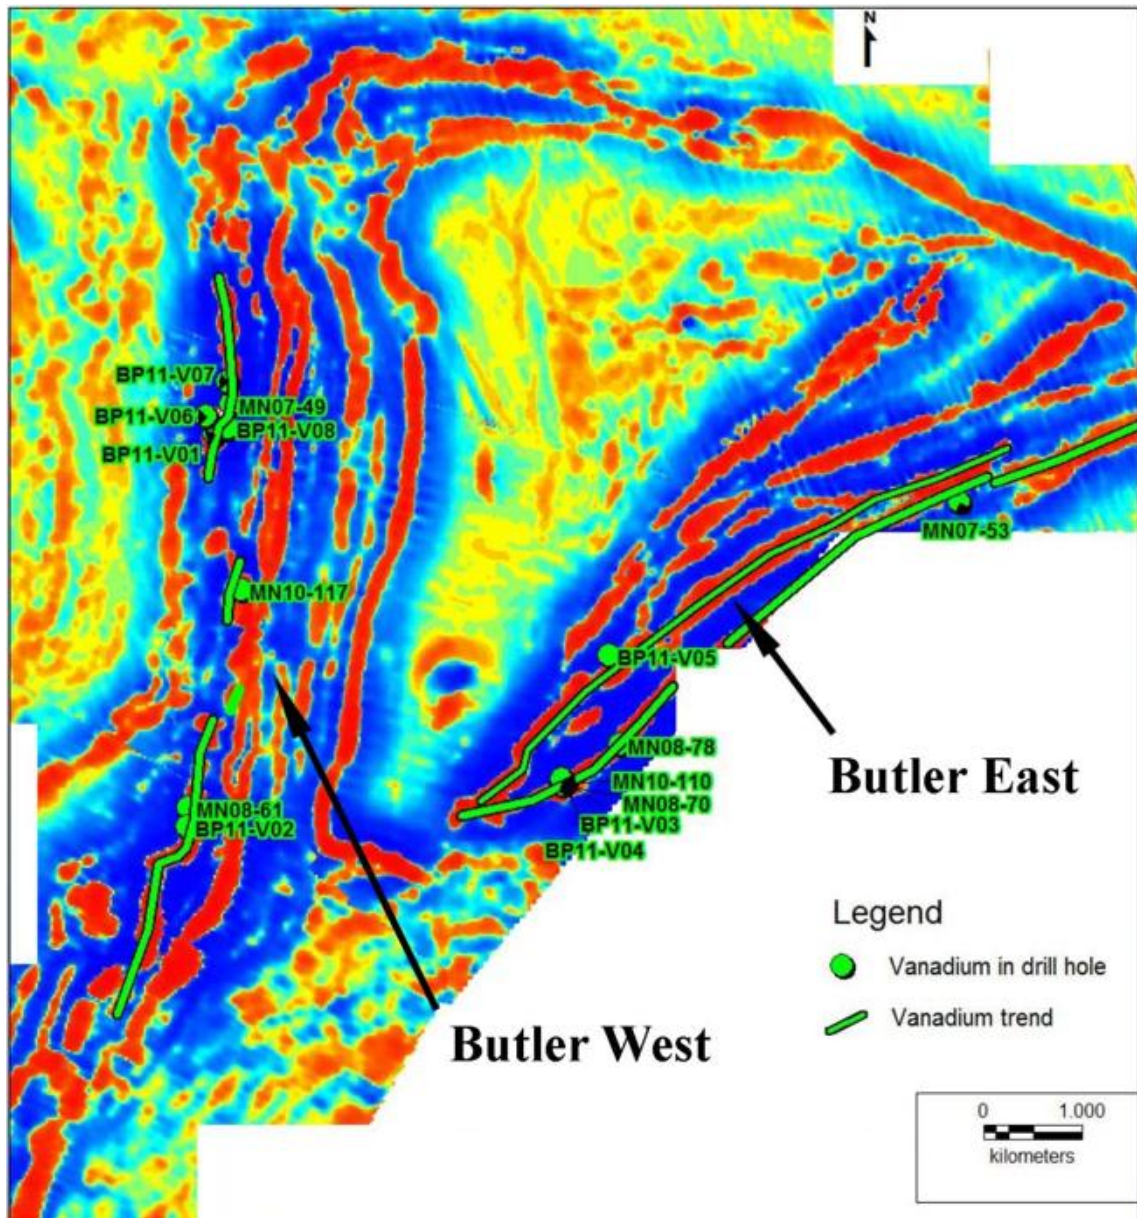 N
BP11-V07
BP11-V06
MN07-49
BP11-V08
BP11-V01
MN07-53
MN10-117
BP11-V05
MN08-78
Butler East
MN10-110
MN08-61
MN08-70
BP11-V02
BP11-V03
BP11-V04
Legend
Vanadium in drill hole
Vanadium trend
Butler West
0 1.000
kilometers